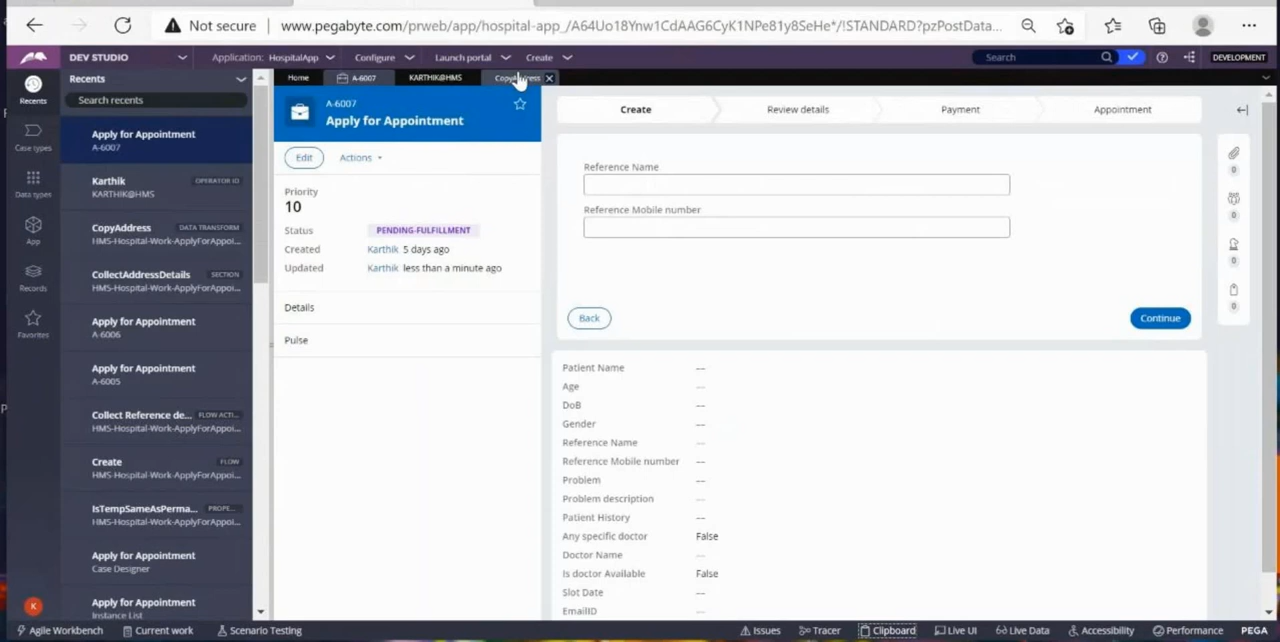 Not secure www.pegabyte.com/prweb/app/hospital-app_/A64Uo18Ynw1CdAAG6CyK1NPe81y8SeHe*/!STANDARD?pzPostData...
DEV STUDIO Application: HospitalApp Configure Launch portal Create Search DEVELOPMENT
Recents
Search recents
Recents
Case types
Data types
App
Records
Favorites
Apply for Appointment
A-6007
Karthik OPERATOR ID
KARTHIK@HMS
CopyAddress DATA TRANSFORM
HMS-Hospital-Work-ApplyForAppoi...
CollectAddressDetails SECTION
HMS-Hospital-Work-ApplyForAppoi...
Apply for Appointment
A-6006
Apply for Appointment
A-6005
Collect Reference de... FLOW ACTI...
HMS-Hospital-Work-ApplyForAppoi...
Create FLOW
HMS-Hospital-Work-ApplyForAppoi...
IsTempSameAsPerma... PROPE...
HMS-Hospital-Work-ApplyForAppoi...
Apply for Appointment
Case Designer
Apply for Appointment
Instance List
K
Home A-6007 KARTHIK@HMS
A-6007
Apply for Appointment
Edit Actions
Priority
10
Status PENDING-FULFILLMENT
Created Karthik 5 days ago
Updated Karthik less than a minute ago
Details
Pulse
Create Review details Payment Appointment
Reference Name
Reference Mobile number
Back Continue
0
0
0
0
Patient Name --
Age --
DoB --
Gender --
Reference Name --
Reference Mobile number --
Problem --
Problem description --
Patient History --
Any specific doctor False
Doctor Name --
Is doctor Available False
Slot Date --
EmailID --
Agile Workbench Current work Scenario Testing Issues Tracer Clipboard Live UI Live Data Accessibility Performance PEGA